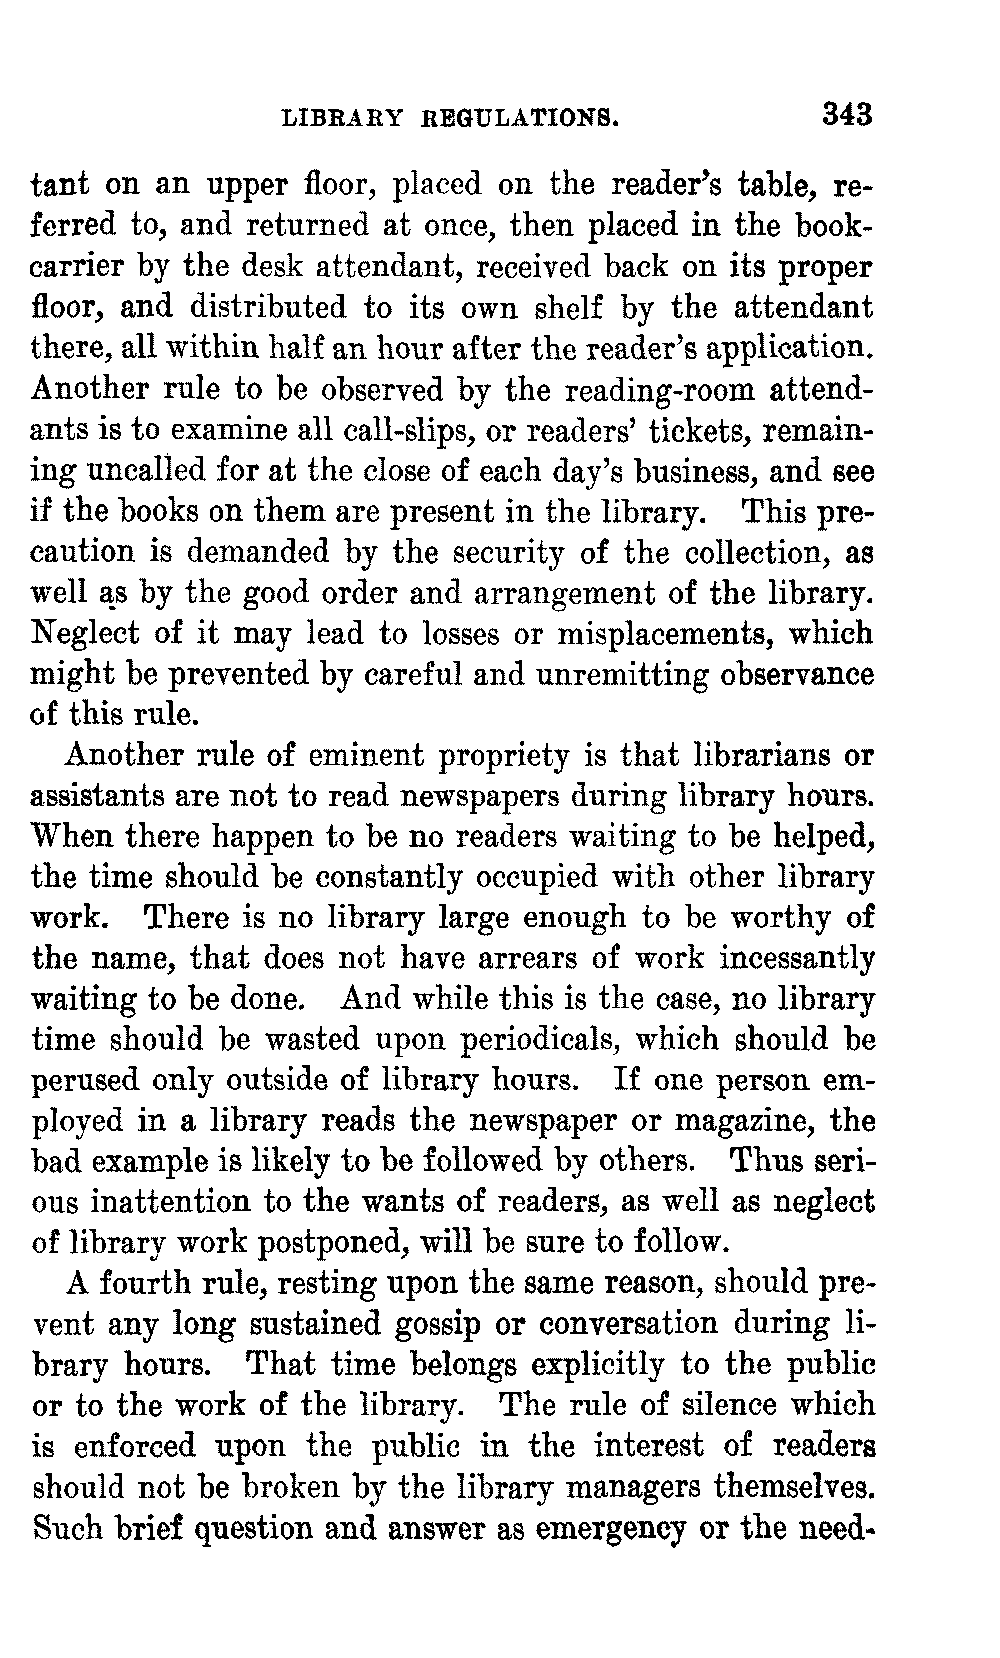 LIBRARY REGULATIONS. 343
tant on an upper floor, placed on the reader's table, re-
ferred to, and returned at once, then placed in the book-
carrier by the desk attendant, received back on its proper
floor, and distributed to its own shelf by the attendant
there, all within half an hour after the reader's application.
Another rule to be observed by the reading-room attend-
ants is to examine all call-slips, or readers' tickets, remain-
ing uncalled for at the close of each day's business, and see
if the books on them are present in the library. This pre-
caution is demanded by the security of the collection, as
well as by the good order and arrangement of the library.
Neglect of it may lead to losses or misplacements, which
might be prevented by careful and unremitting observance
of this rule.
Another rule of eminent propriety is that librarians or
assistants are not to read newspapers during library hours.
When there happen to be no readers waiting to be helped,
the time should be constantly occupied with other library
work. There is no library large enough to be worthy of
the name, that does not have arrears of work incessantly
waiting to be done. And while this is the case, no library
time should be wasted upon periodicals, which should be
perused only outside of library hours. If one person em-
ployed in a library reads the newspaper or magazine, the
bad example is likely to be followed by others. Thus seri-
ous inattention to the wants of readers, as well as neglect
of library work postponed, will be sure to follow.
A fourth rule, resting upon the same reason, should pre-
vent any long sustained gossip or conversation during li-
brary hours. That time belongs explicitly to the public
or to the work of the library. The rule of silence which
is enforced upon the public in the interest of readers
should not be broken by the library managers themselves.
Such brief question and answer as emergency or the need-